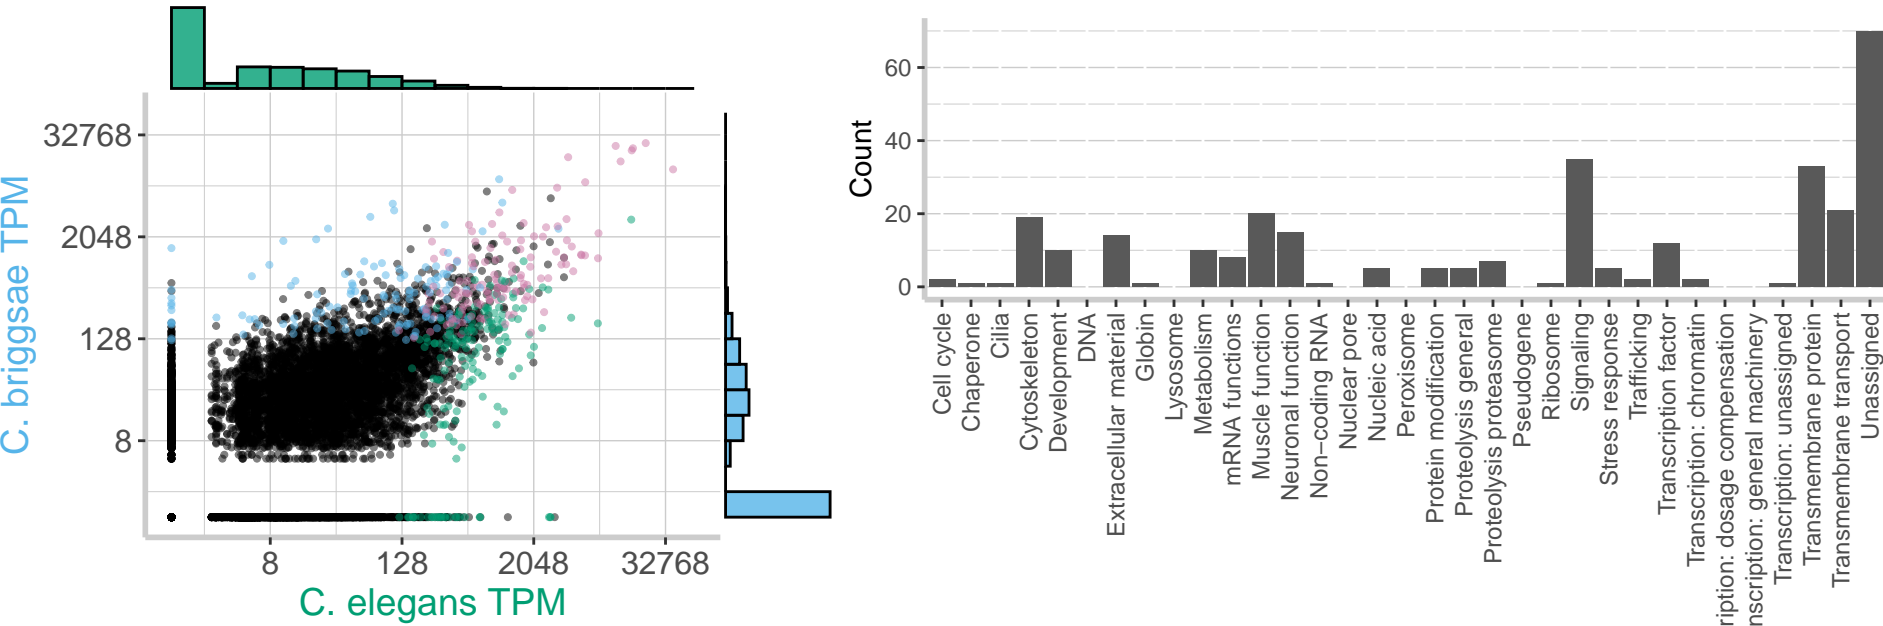 32768
2048
128
8
C. briggsae TPM
8
128
2048
32768
C. elegans TPM
Count
60
40
20
0
Cell cycle
Chaperone
Cilia
Cytoskeleton
Development
DNA
Extracellular material
Globin
Lysosome
Metabolism
mRNA functions
Muscle function
Neuronal function
Non−coding RNA
Nuclear pore
Nucleic acid
Peroxisome
Protein modification
Proteolysis general
Proteolysis proteasome
Pseudogene
Ribosome
Signaling
Stress response
Trafficking
Transcription factor
Transcription: chromatin
ription: dosage compensation
nscription: general machinery
Transcription: unassigned
Transmembrane protein
Transmembrane transport
Unassigned